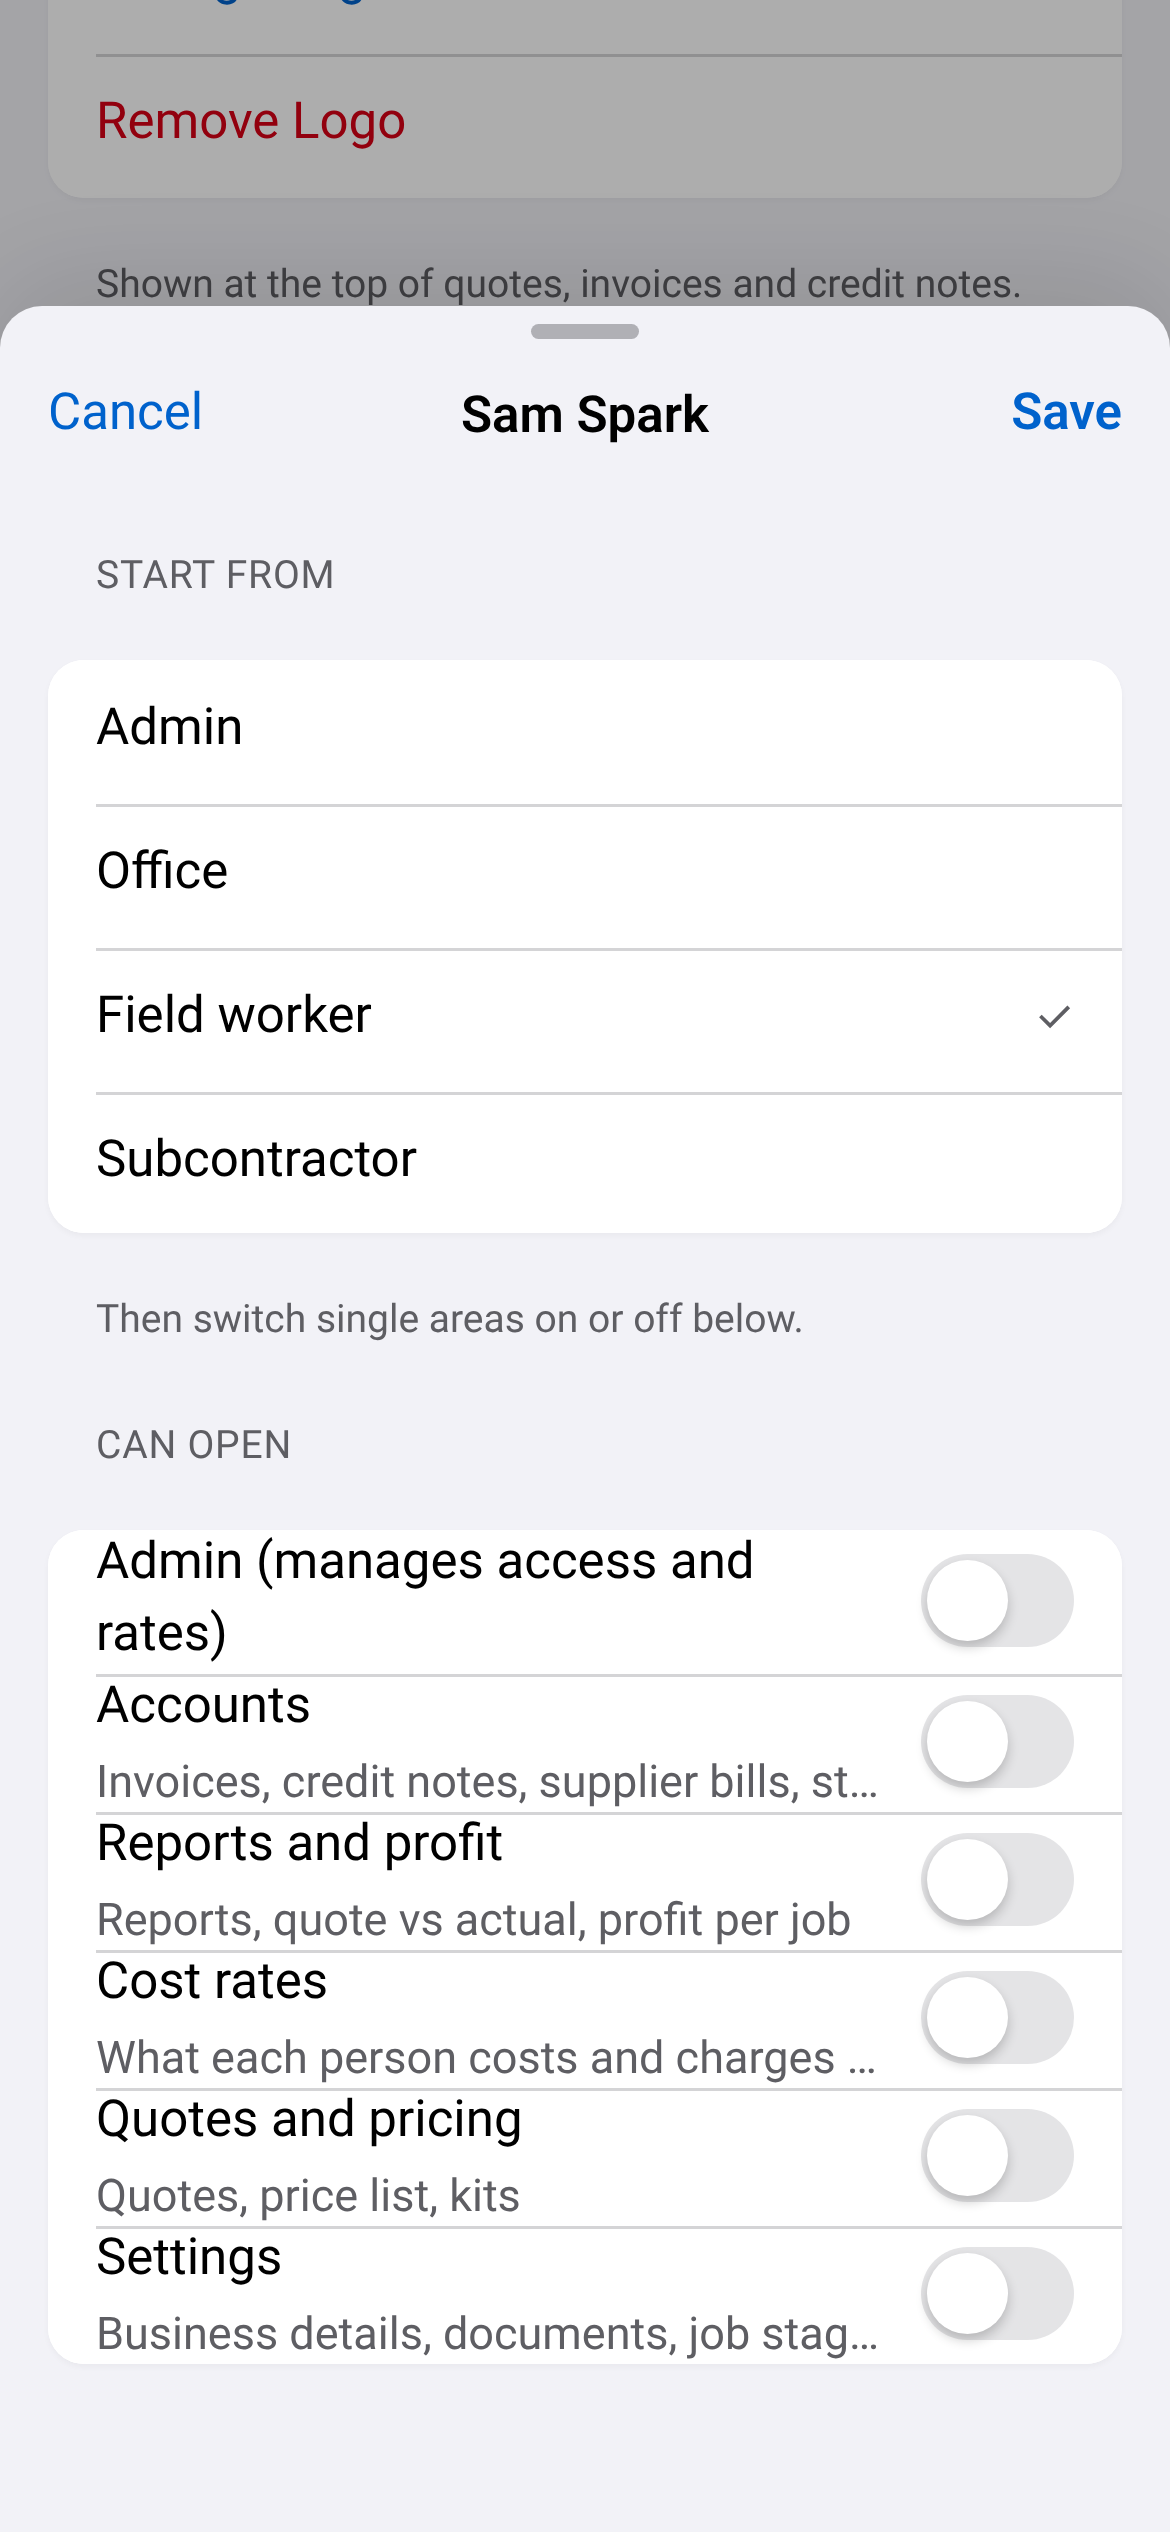 Remove Logo
Shown at the top of quotes, invoices and credit notes.
Cancel
Sam Spark
Save
START FROM
Admin
Office
Field worker
Subcontractor
Then switch single areas on or off below.
CAN OPEN
Admin (manages access and
rates)
Accounts
Invoices, credit notes, supplier bills, st…
Reports and profit
Reports, quote vs actual, profit per job
Cost rates
What each person costs and charges …
Quotes and pricing
Quotes, price list, kits
Settings
Business details, documents, job stag…